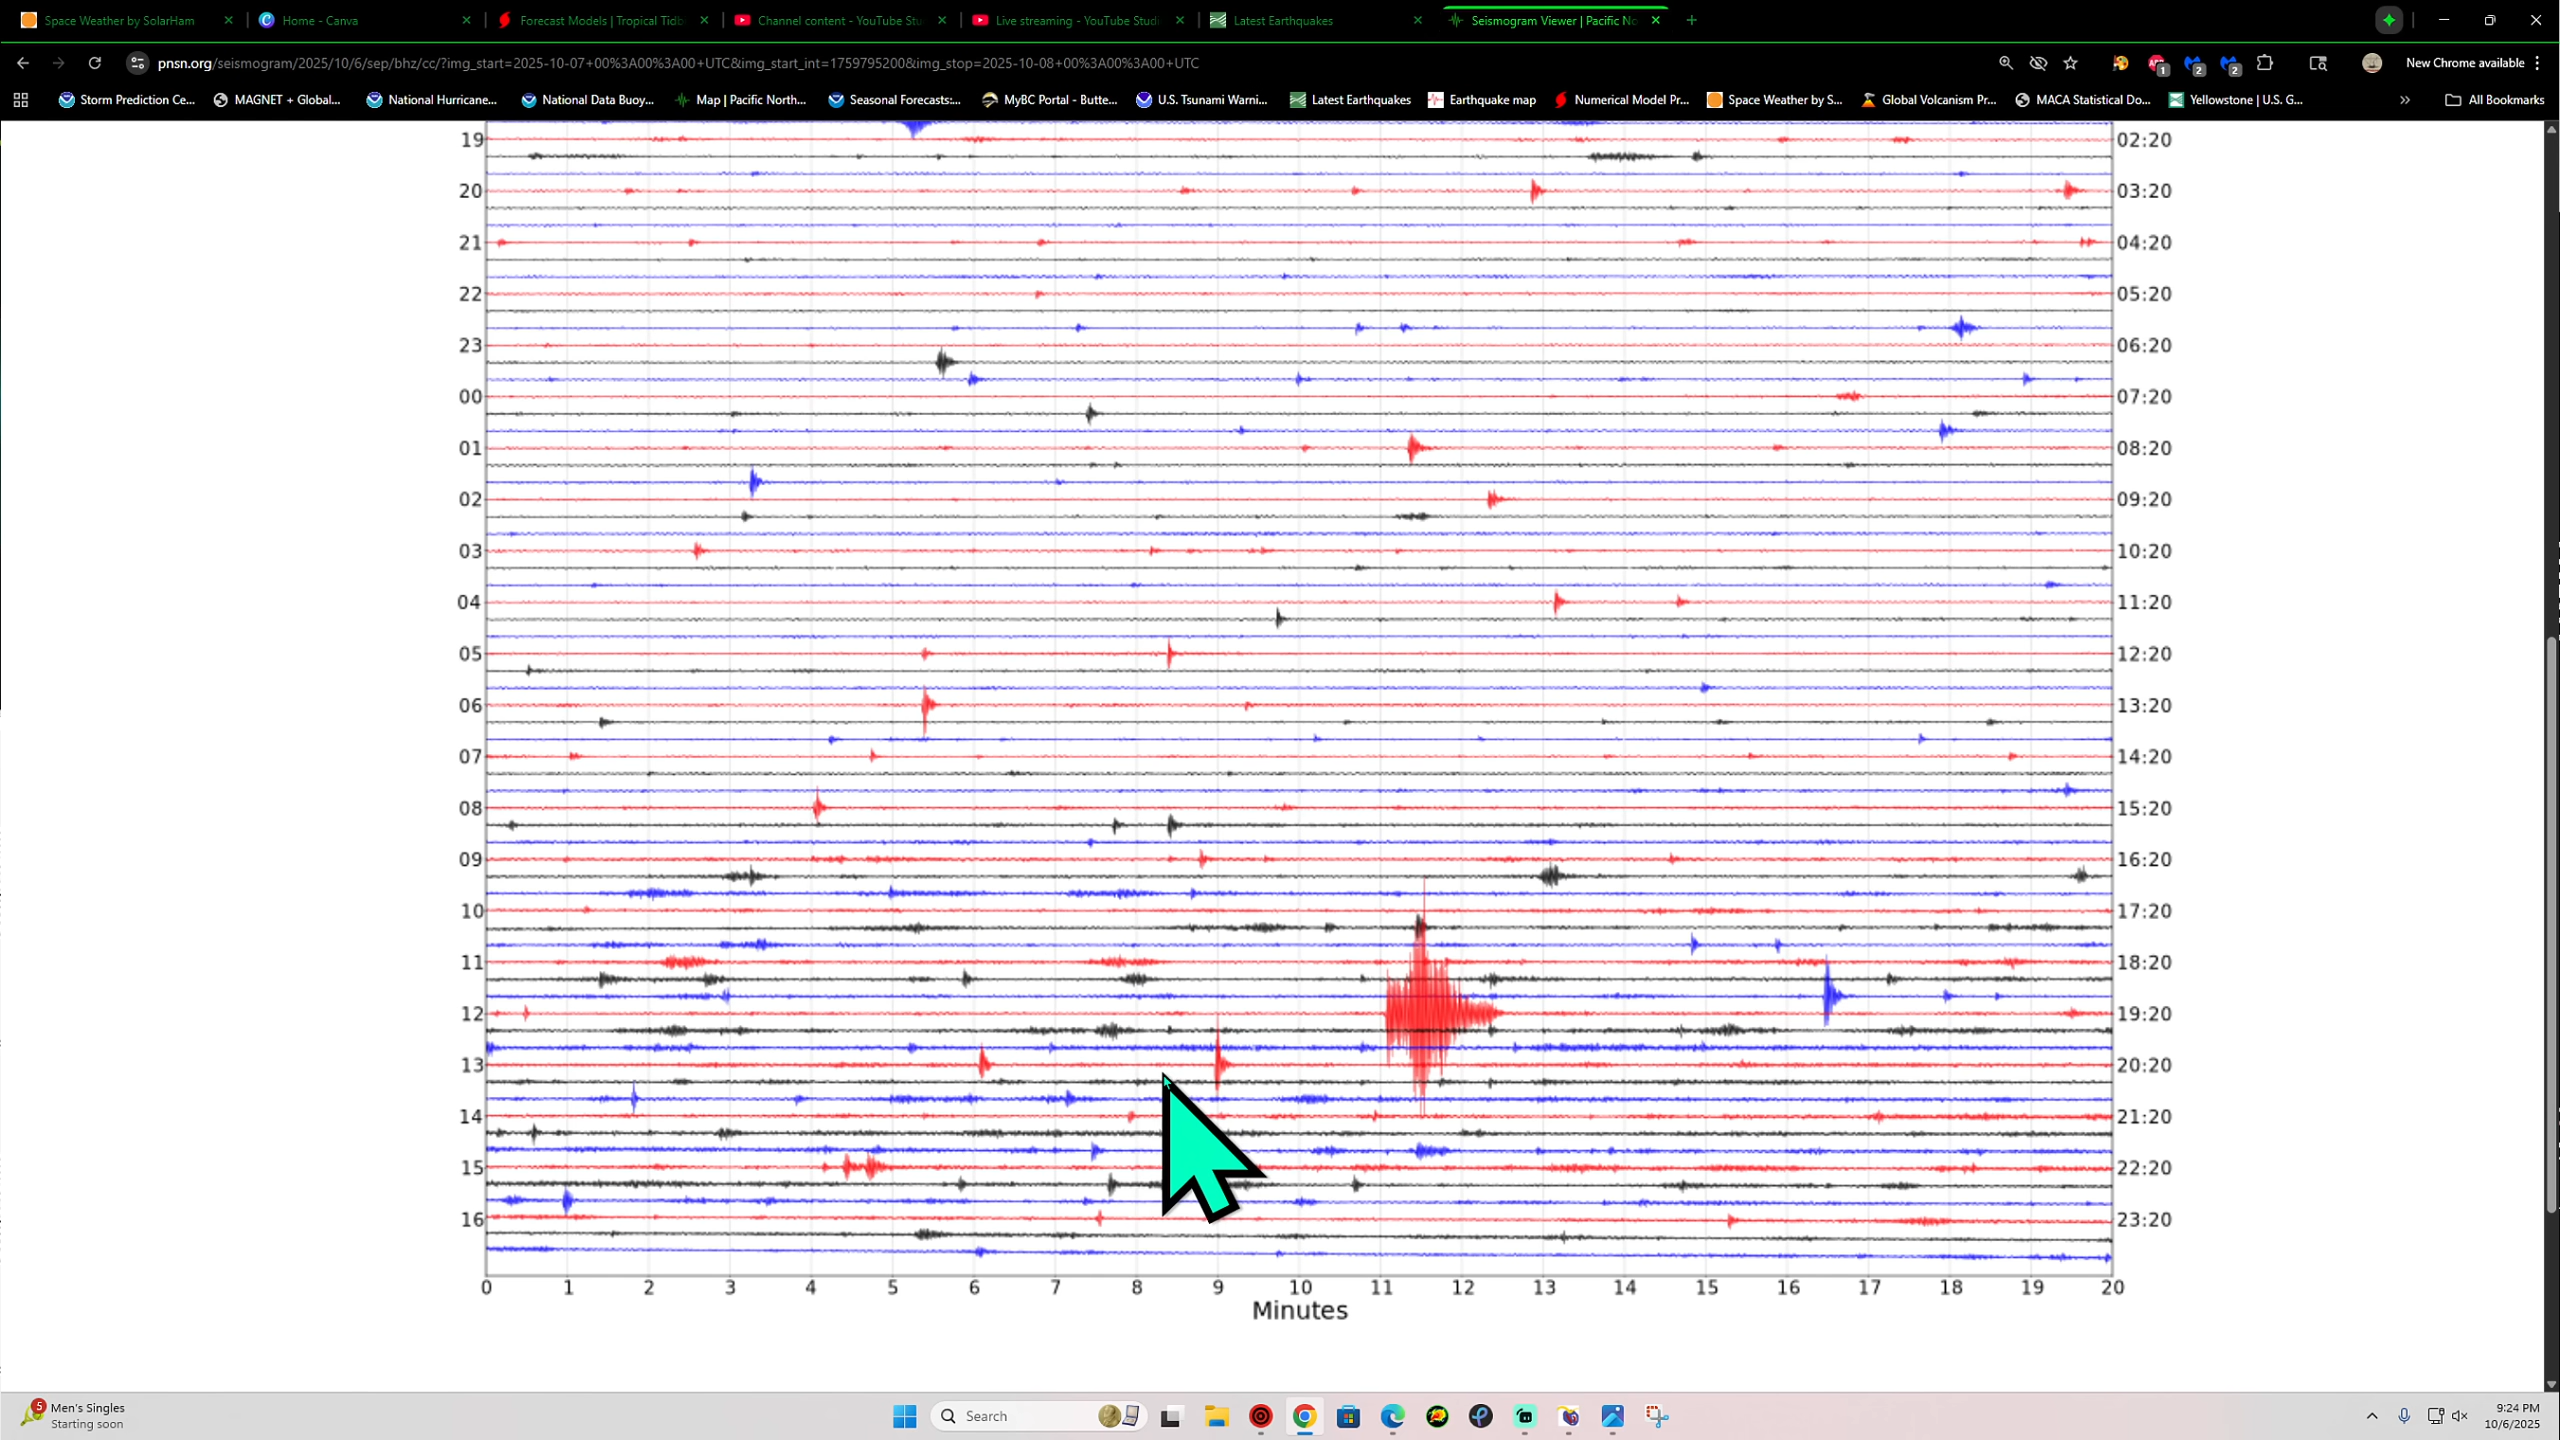 Space Weather by SolarHam
Home - Canva
Forecast Models | Tropical Tidb
Channel content - YouTube Stu
Live streaming - YouTube Studi
Latest Earthquakes
Seismogram Viewer | Pacific No
pnsn.org/seismogram/2025/10/6/sep/bhz/cc/?img_start=2025-10-07+00%3A00%3A00+UTC&img_start_int=1759795200&img_stop=2025-10-08+00%3A00%3A00+UTC
1
2
2
New Chrome available
Storm Prediction Ce...
MAGNET + Global...
National Hurricane...
National Data Buoy...
Map | Pacific North...
Seasonal Forecasts:...
MyBC Portal - Butte...
U.S. Tsunami Warni...
Latest Earthquakes
Earthquake map
Numerical Model Pr...
Space Weather by S...
Global Volcanism Pr...
MACA Statistical Do...
Yellowstone | U.S. G...
All Bookmarks
19 02:20
20 03:20
21 04:20
22 05:20
23 06:20
00 07:20
01 08:20
02 09:20
03 10:20
04 11:20
05 12:20
06 13:20
07 14:20
08 15:20
09 16:20
10 17:20
11 18:20
12 19:20
13 20:20
14 21:20
15 22:20
16 23:20
0 1 2 3 4 5 6 7 8 9 10 11 12 13 14 15 16 17 18 19 20
Minutes
5
Men's Singles
Starting soon
Search
9:24 PM
10/6/2025